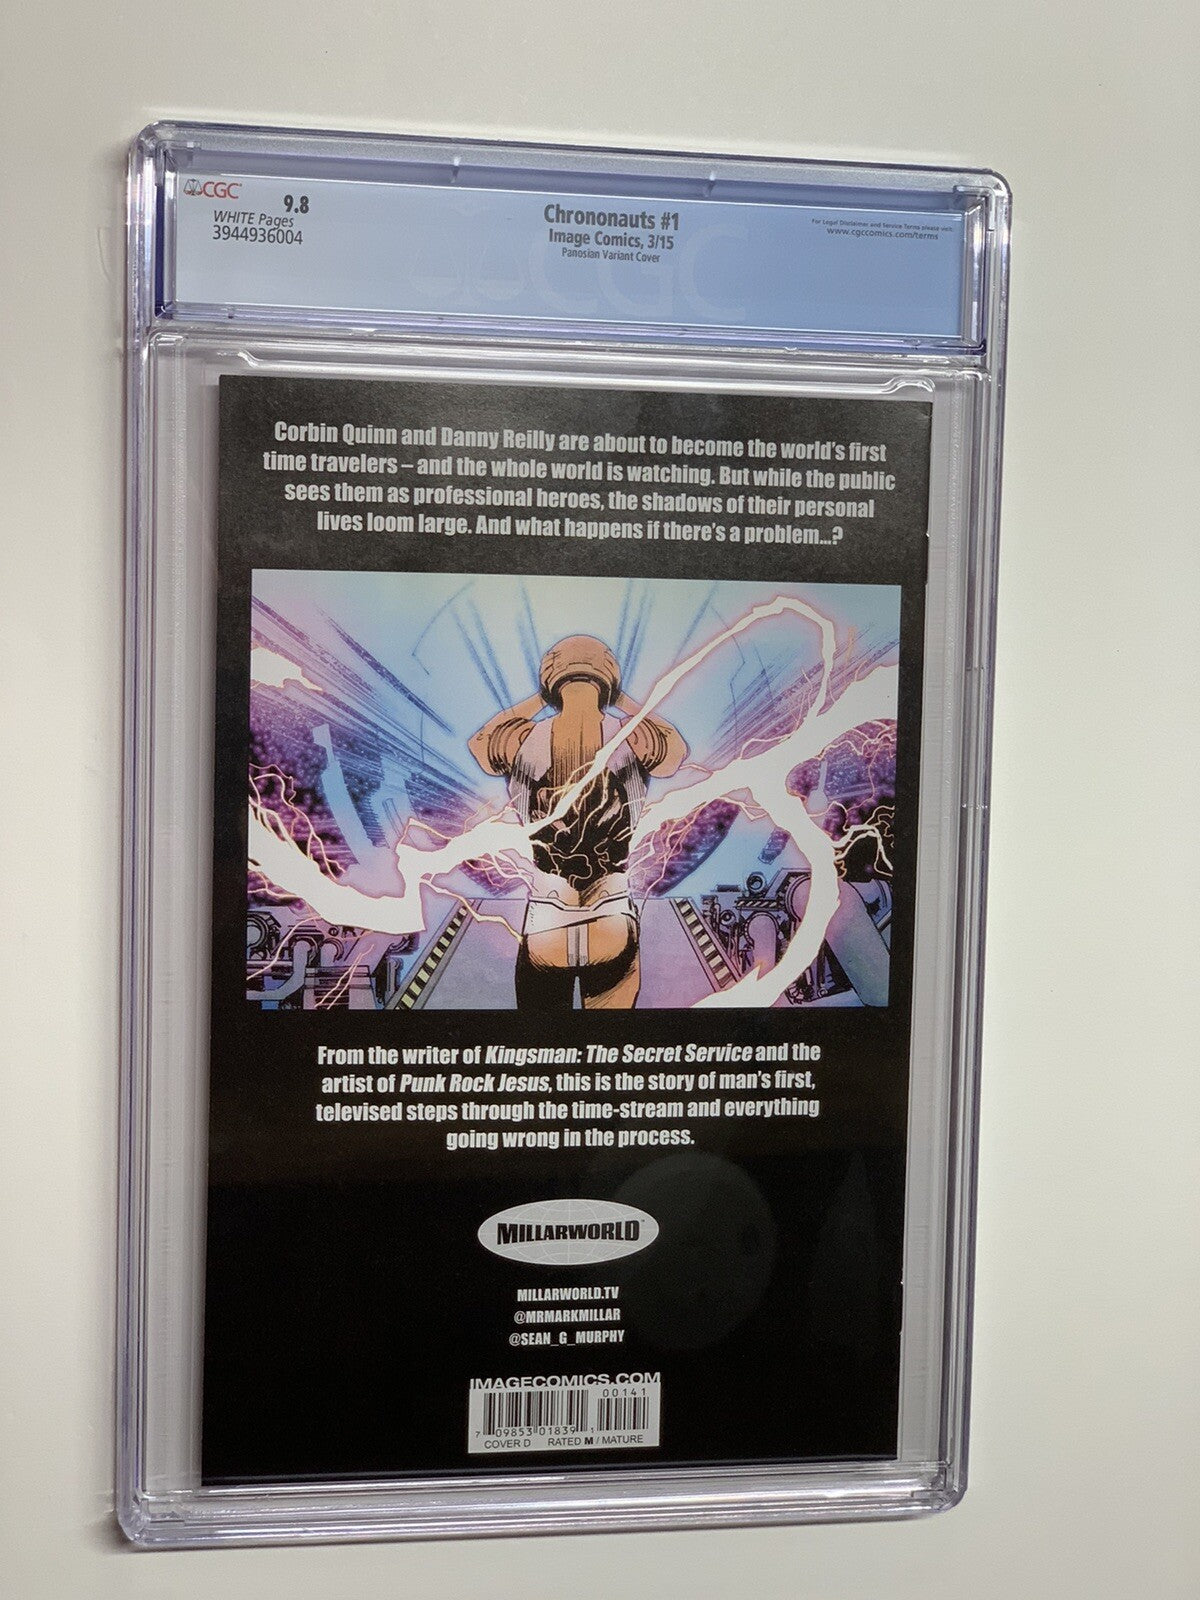 CGC
9.8
WHITE Pages
3944936004
Chrononauts #1
Image Comics, 3/15
Panosian Variant Cover
For Legal Disclaimer and Service Terms please visit:
www.cgccomics.com/terms
CGC
Corbin Quinn and Danny Reilly are about to become the world's first
time travelers – and the whole world is watching. But while the public
sees them as professional heroes, the shadows of their personal
lives loom large. And what happens if there's a problem...?
From the writer of Kingsman: The Secret Service and the
artist of Punk Rock Jesus, this is the story of man's first,
televised steps through the time-stream and everything
going wrong in the process.
MILLARWORLD
MILLARWORLD.TV
@MRMARKMILLAR
@SEAN_G_MURPHY
IMAGECOMICS.COM
00141
7 09853 01839 1
COVER D RATED M / MATURE